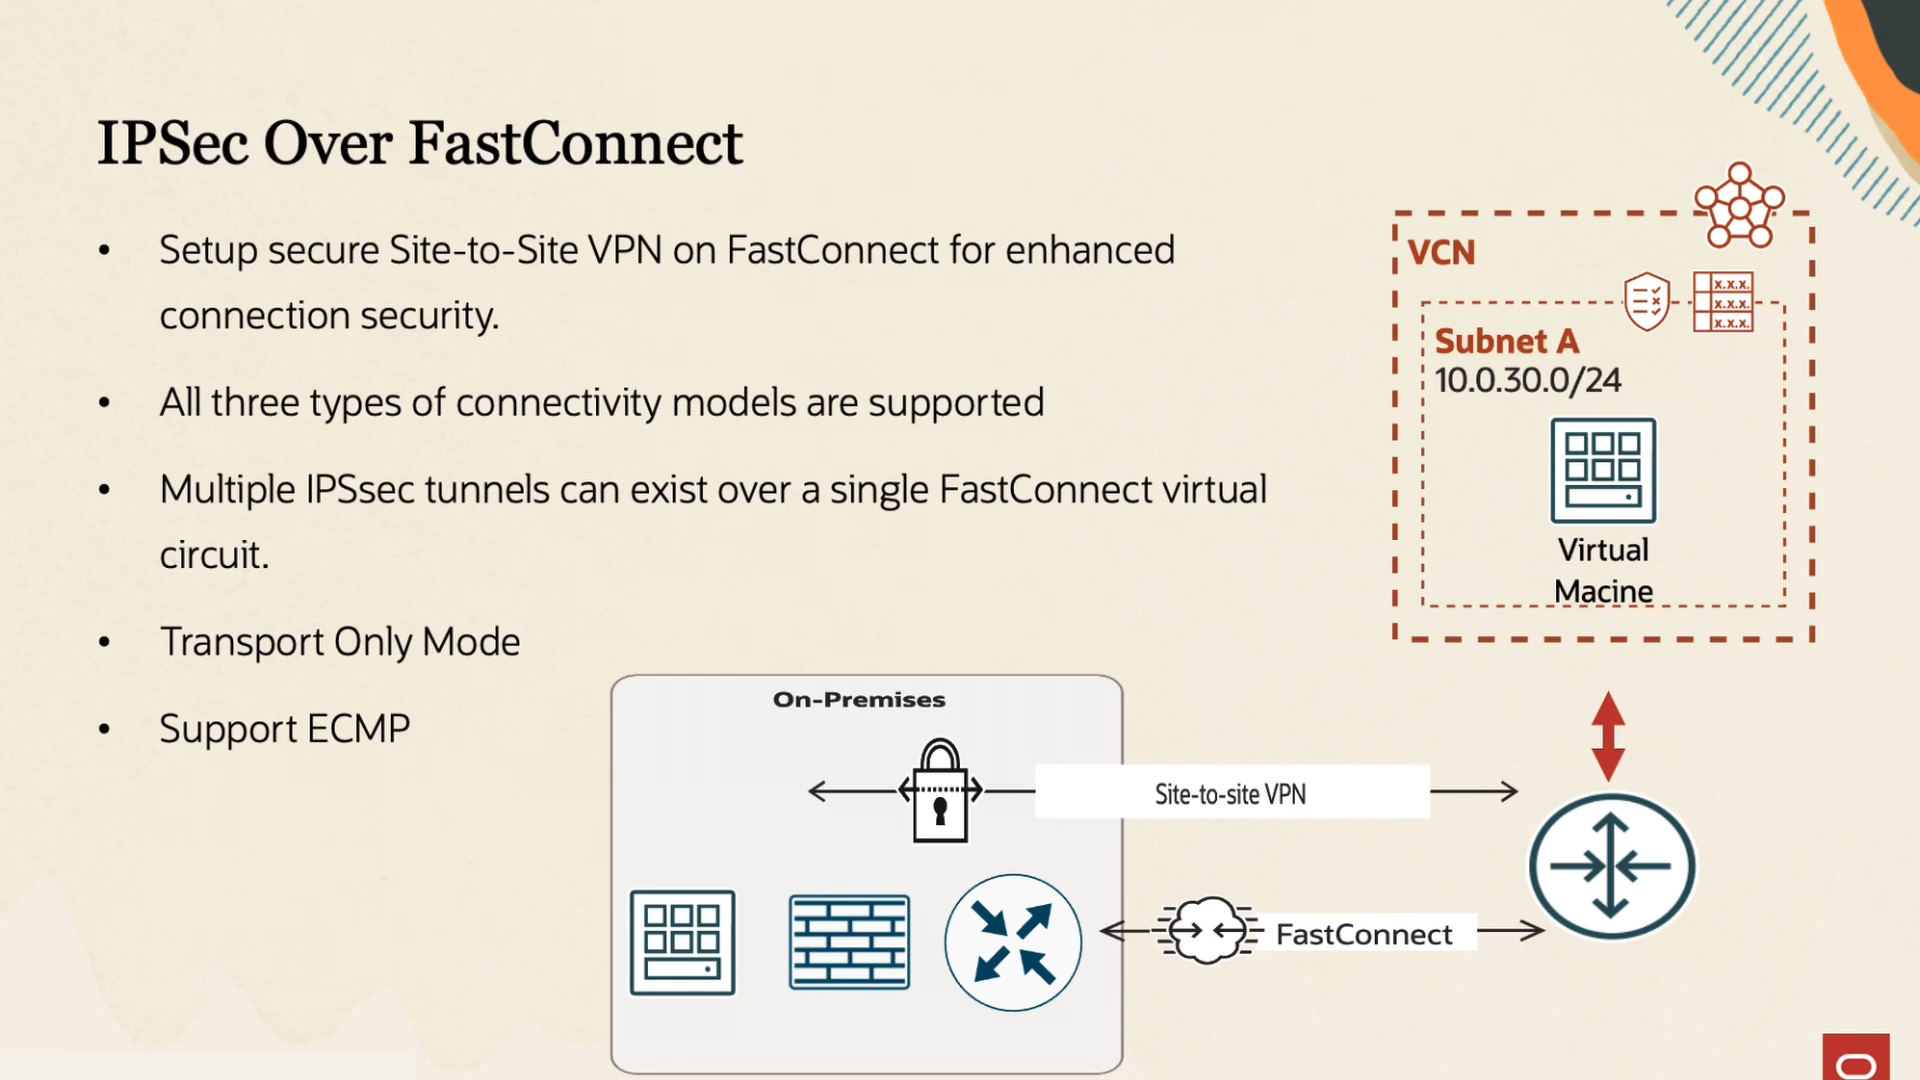 IPSec Over FastConnect
• Setup secure Site-to-Site VPN on FastConnect for enhanced
connection security.
• All three types of connectivity models are supported
• Multiple IPSsec tunnels can exist over a single FastConnect virtual
circuit.
• Transport Only Mode
• Support ECMP
VCN
x.x.x.
x.x.x.
x.x.x.
Subnet A
10.0.30.0/24
Virtual
Macine
On-Premises
Site-to-site VPN
FastConnect